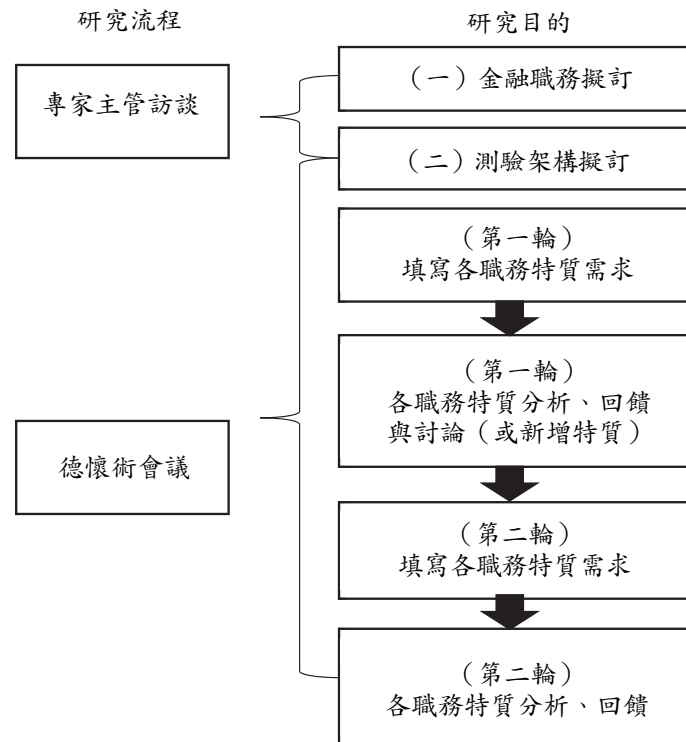 研究流程
研究目的
專家主管訪談
（一）金融職務擬訂
（二）測驗架構擬訂
（第一輪）
填寫各職務特質需求
（第一輪）
各職務特質分析、回饋
與討論（或新增特質）
德懷術會議
（第二輪）
填寫各職務特質需求
（第二輪）
各職務特質分析、回饋